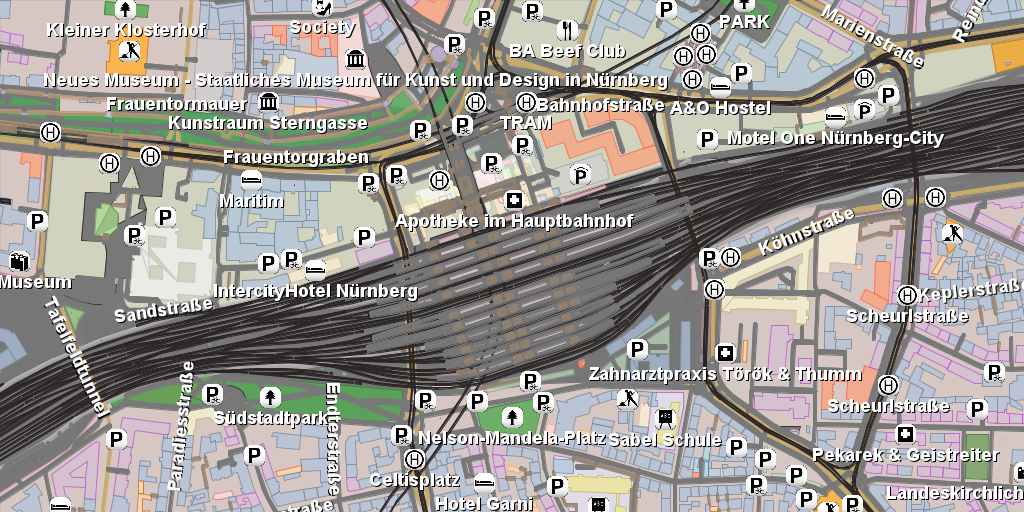 Kleiner Klosterhof
Society
PARK
Marienstraße
BA Beef Club
Neues Museum - Staatliches Museum für Kunst und Design in Nürnberg
Frauentormauer
Bahnhofstraße
A&O Hostel
Kunstraum Sterngasse
TRAM
Motel One Nürnberg-City
Frauentorgraben
Maritim
Apotheke im Hauptbahnhof
Köhnstraße
Museum
IntercityHotel Nürnberg
Keplerstraße
Sandstraße
Scheurlstraße
Tafelfeldtunnel
Zahnarztpraxis Török & Thumm
Paradiesstraße
Endterstraße
Südstadtpark
Scheurlstraße
Nelson-Mandela-Platz
Sabel Schule
Pekarek & Geistreiter
Celtisplatz
Landeskirchlich
Hotel Garni